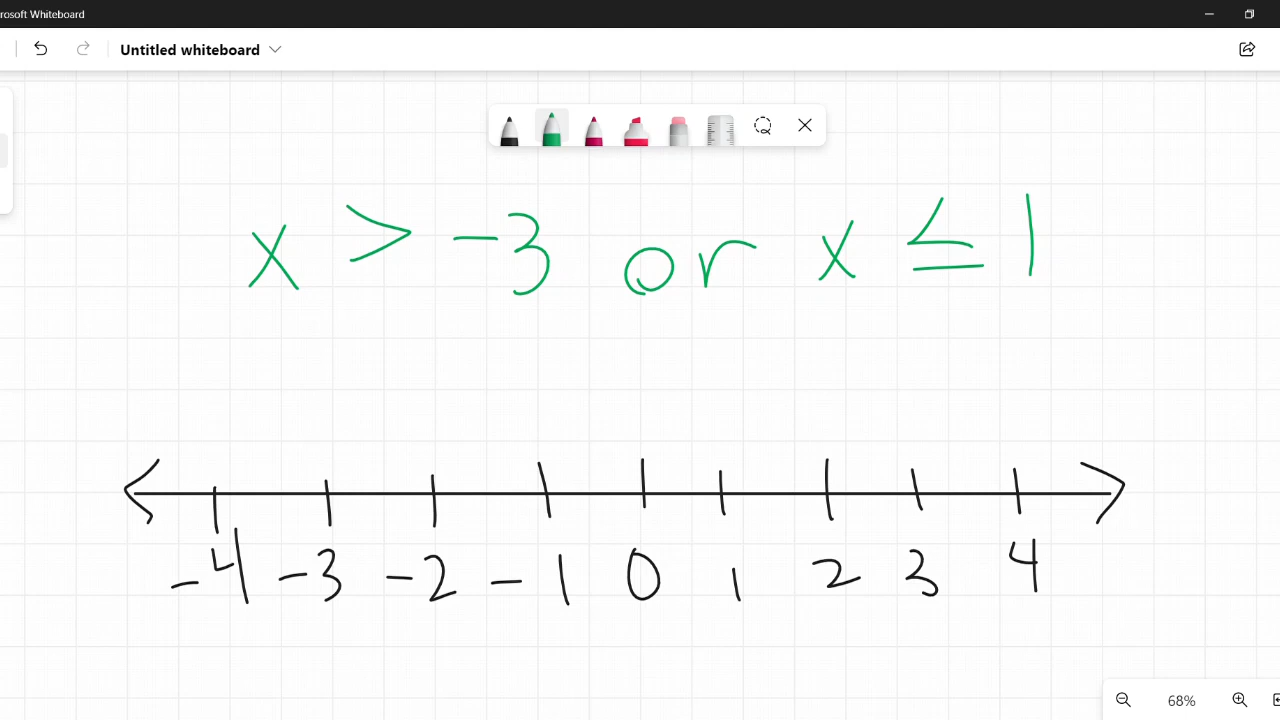 rosoft Whiteboard
Untitled whiteboard
x > -3 or x ≤ 1
-4 -3 -2 -1 0 1 2 3 4
68%